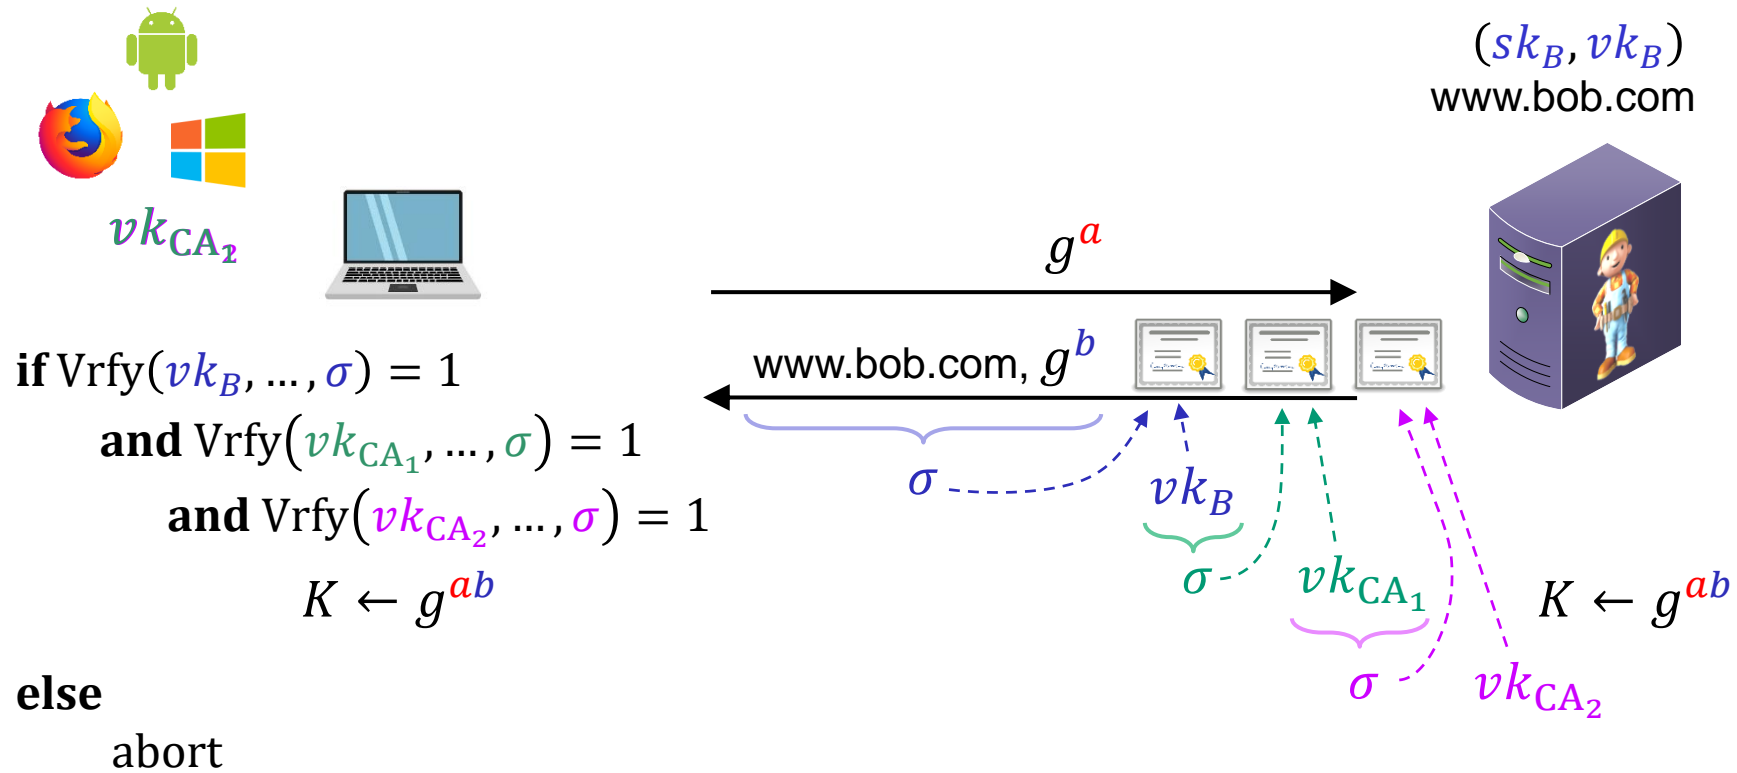 (sk_B, vk_B)
www.bob.com
vk_CA₂
g^a
www.bob.com, g^b
if Vrfy(vk_B, … , σ) = 1
and Vrfy(vk_CA₁, … , σ) = 1
and Vrfy(vk_CA₂, … , σ) = 1
K ← g^ab
else
abort
σ
vk_B
σ
vk_CA₁
σ
vk_CA₂
K ← g^ab